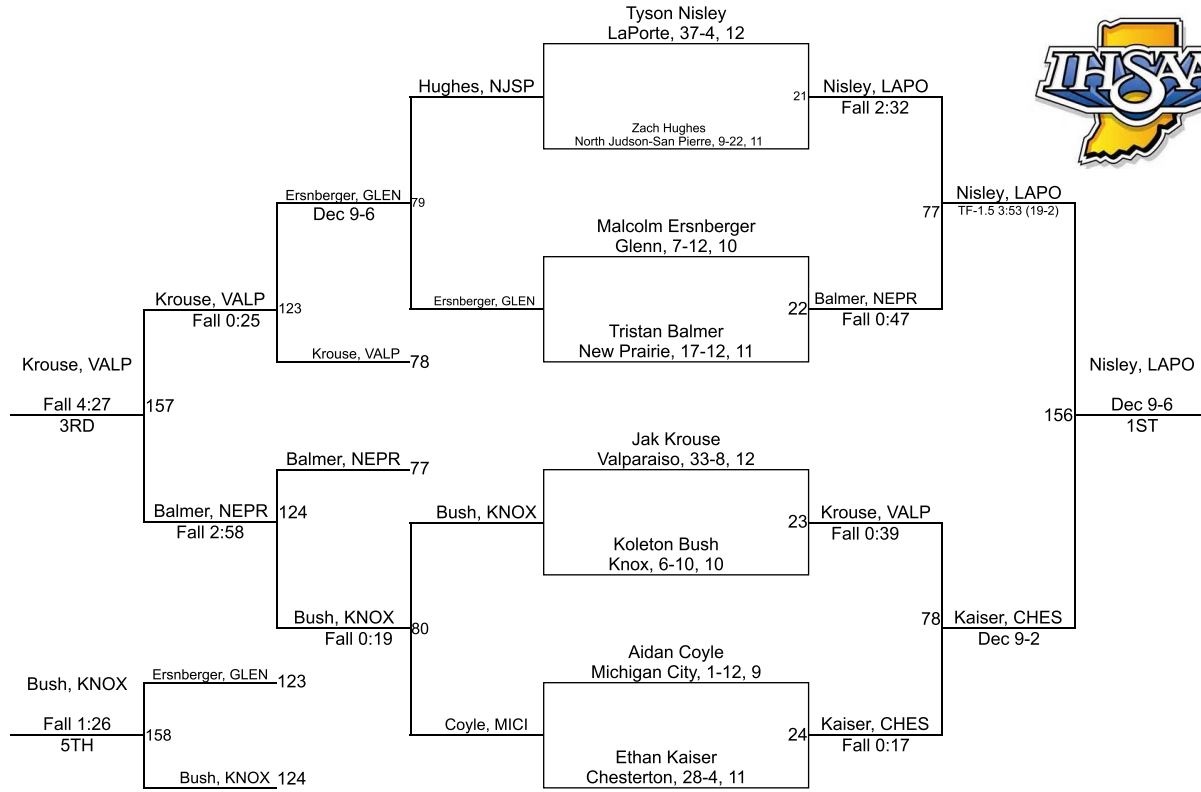 Tyson Nisley
LaPorte, 37-4, 12
IHSAA
Hughes, NJSP
21
Nisley, LAPO
Fall 2:32
Zach Hughes
North Judson-San Pierre, 9-22, 11
Ersnberger, GLEN
Dec 9-6
79
77
Nisley, LAPO
TF-1.5 3:53 (19-2)
Malcolm Ersnberger
Glenn, 7-12, 10
Krouse, VALP
Fall 0:25
123
Ersnberger, GLEN
22
Balmer, NEPR
Fall 0:47
Tristan Balmer
New Prairie, 17-12, 11
Krouse, VALP
78
Krouse, VALP
Fall 4:27
3RD
157
156
Nisley, LAPO
Dec 9-6
1ST
Jak Krouse
Valparaiso, 33-8, 12
Balmer, NEPR
77
Balmer, NEPR
Fall 2:58
124
Bush, KNOX
23
Krouse, VALP
Fall 0:39
Koleton Bush
Knox, 6-10, 10
Bush, KNOX
Fall 0:19
80
78
Kaiser, CHES
Dec 9-2
Aidan Coyle
Michigan City, 1-12, 9
Ersnberger, GLEN
123
Bush, KNOX
Fall 1:26
5TH
158
Coyle, MICI
24
Kaiser, CHES
Fall 0:17
Ethan Kaiser
Chesterton, 28-4, 11
Bush, KNOX
124